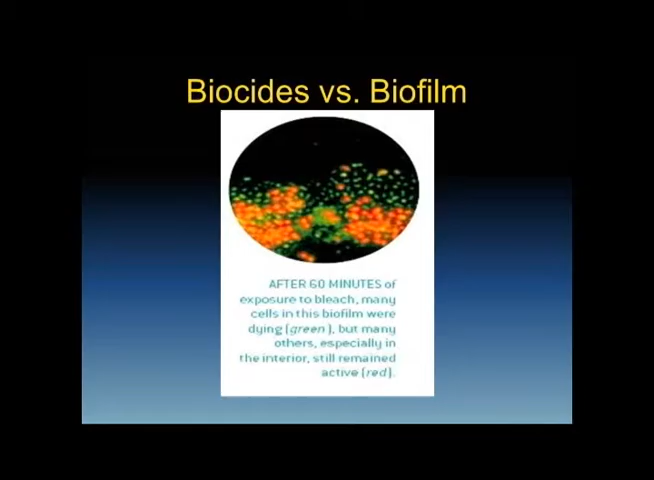 Biocides vs. Biofilm
AFTER 60 MINUTES of
exposure to bleach, many
cells in this biofilm were
dying (green), but many
others, especially in
the interior, still remained
active (red).